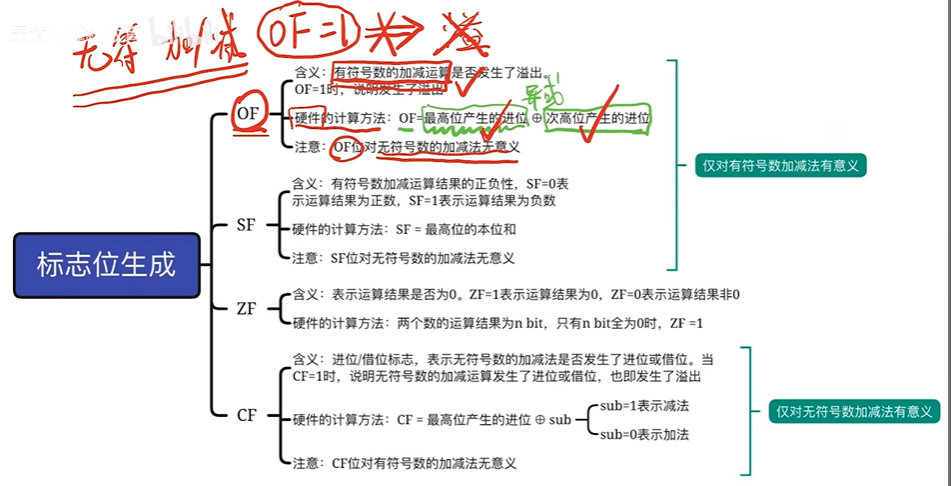 无符 加减 OF=1
含义：有符号数的加减运算是否发生了溢出。
OF=1时，说明发生了溢出
异或
硬件的计算方法：OF=最高位产生的进位 ⊕ 次高位产生的进位
OF
注意：OF位对无符号数的加减法无意义
仅对有符号数加减法有意义
含义：有符号数加减运算结果的正负性，SF=0表
示运算结果为正数，SF=1表示运算结果为负数
SF
硬件的计算方法：SF = 最高位的本位和
注意：SF位对无符号数的加减法无意义
标志位生成
含义：表示运算结果是否为0。ZF=1表示运算结果为0，ZF=0表示运算结果非0
ZF
硬件的计算方法：两个数的运算结果为n bit，只有n bit全为0时，ZF =1
含义：进位/借位标志，表示无符号数的加减法是否发生了进位或借位。当
CF=1时，说明无符号数的加减运算发生了进位或借位，也即发生了溢出
CF
硬件的计算方法：CF = 最高位产生的进位 ⊕ sub
sub=1表示减法
sub=0表示加法
仅对无符号数加减法有意义
注意：CF位对有符号数的加减法无意义